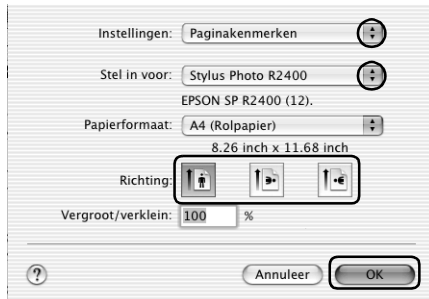 Instellingen: Paginakenmerken
Stel in voor: Stylus Photo R2400
EPSON SP R2400 (12).
Papierformaat: A4 (Rolpapier)
8.26 inch x 11.68 inch
Richting:
Vergroot/verklein: 100 %
? Annuleer OK